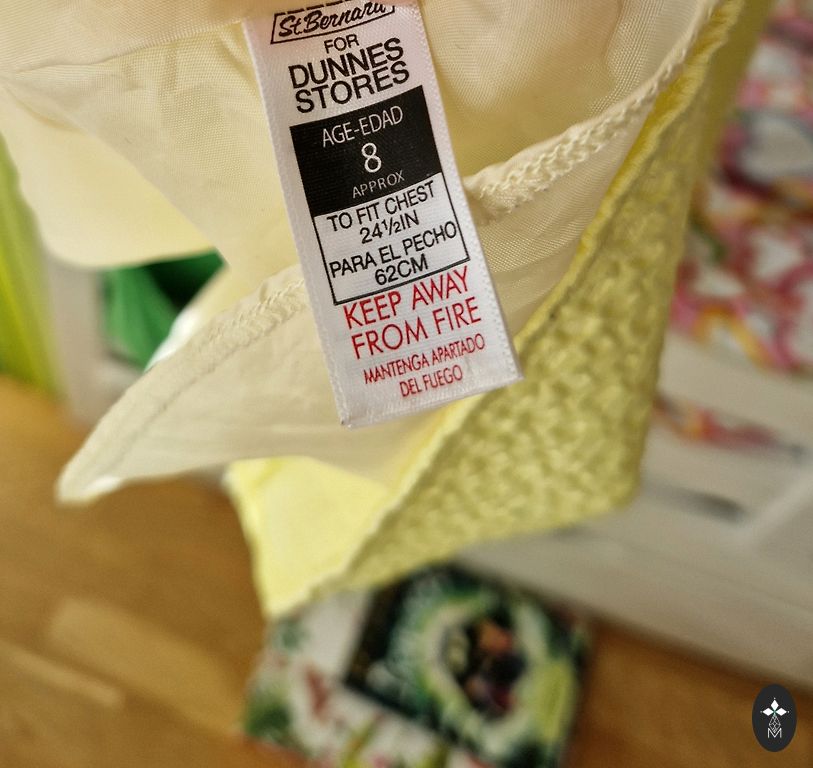 St.Bernard
FOR
DUNNES
STORES
AGE-EDAD
8
APPROX
TO FIT CHEST
24½IN
PARA EL PECHO
62CM
KEEP AWAY
FROM FIRE
MANTENGA APARTADO
DEL FUEGO
M